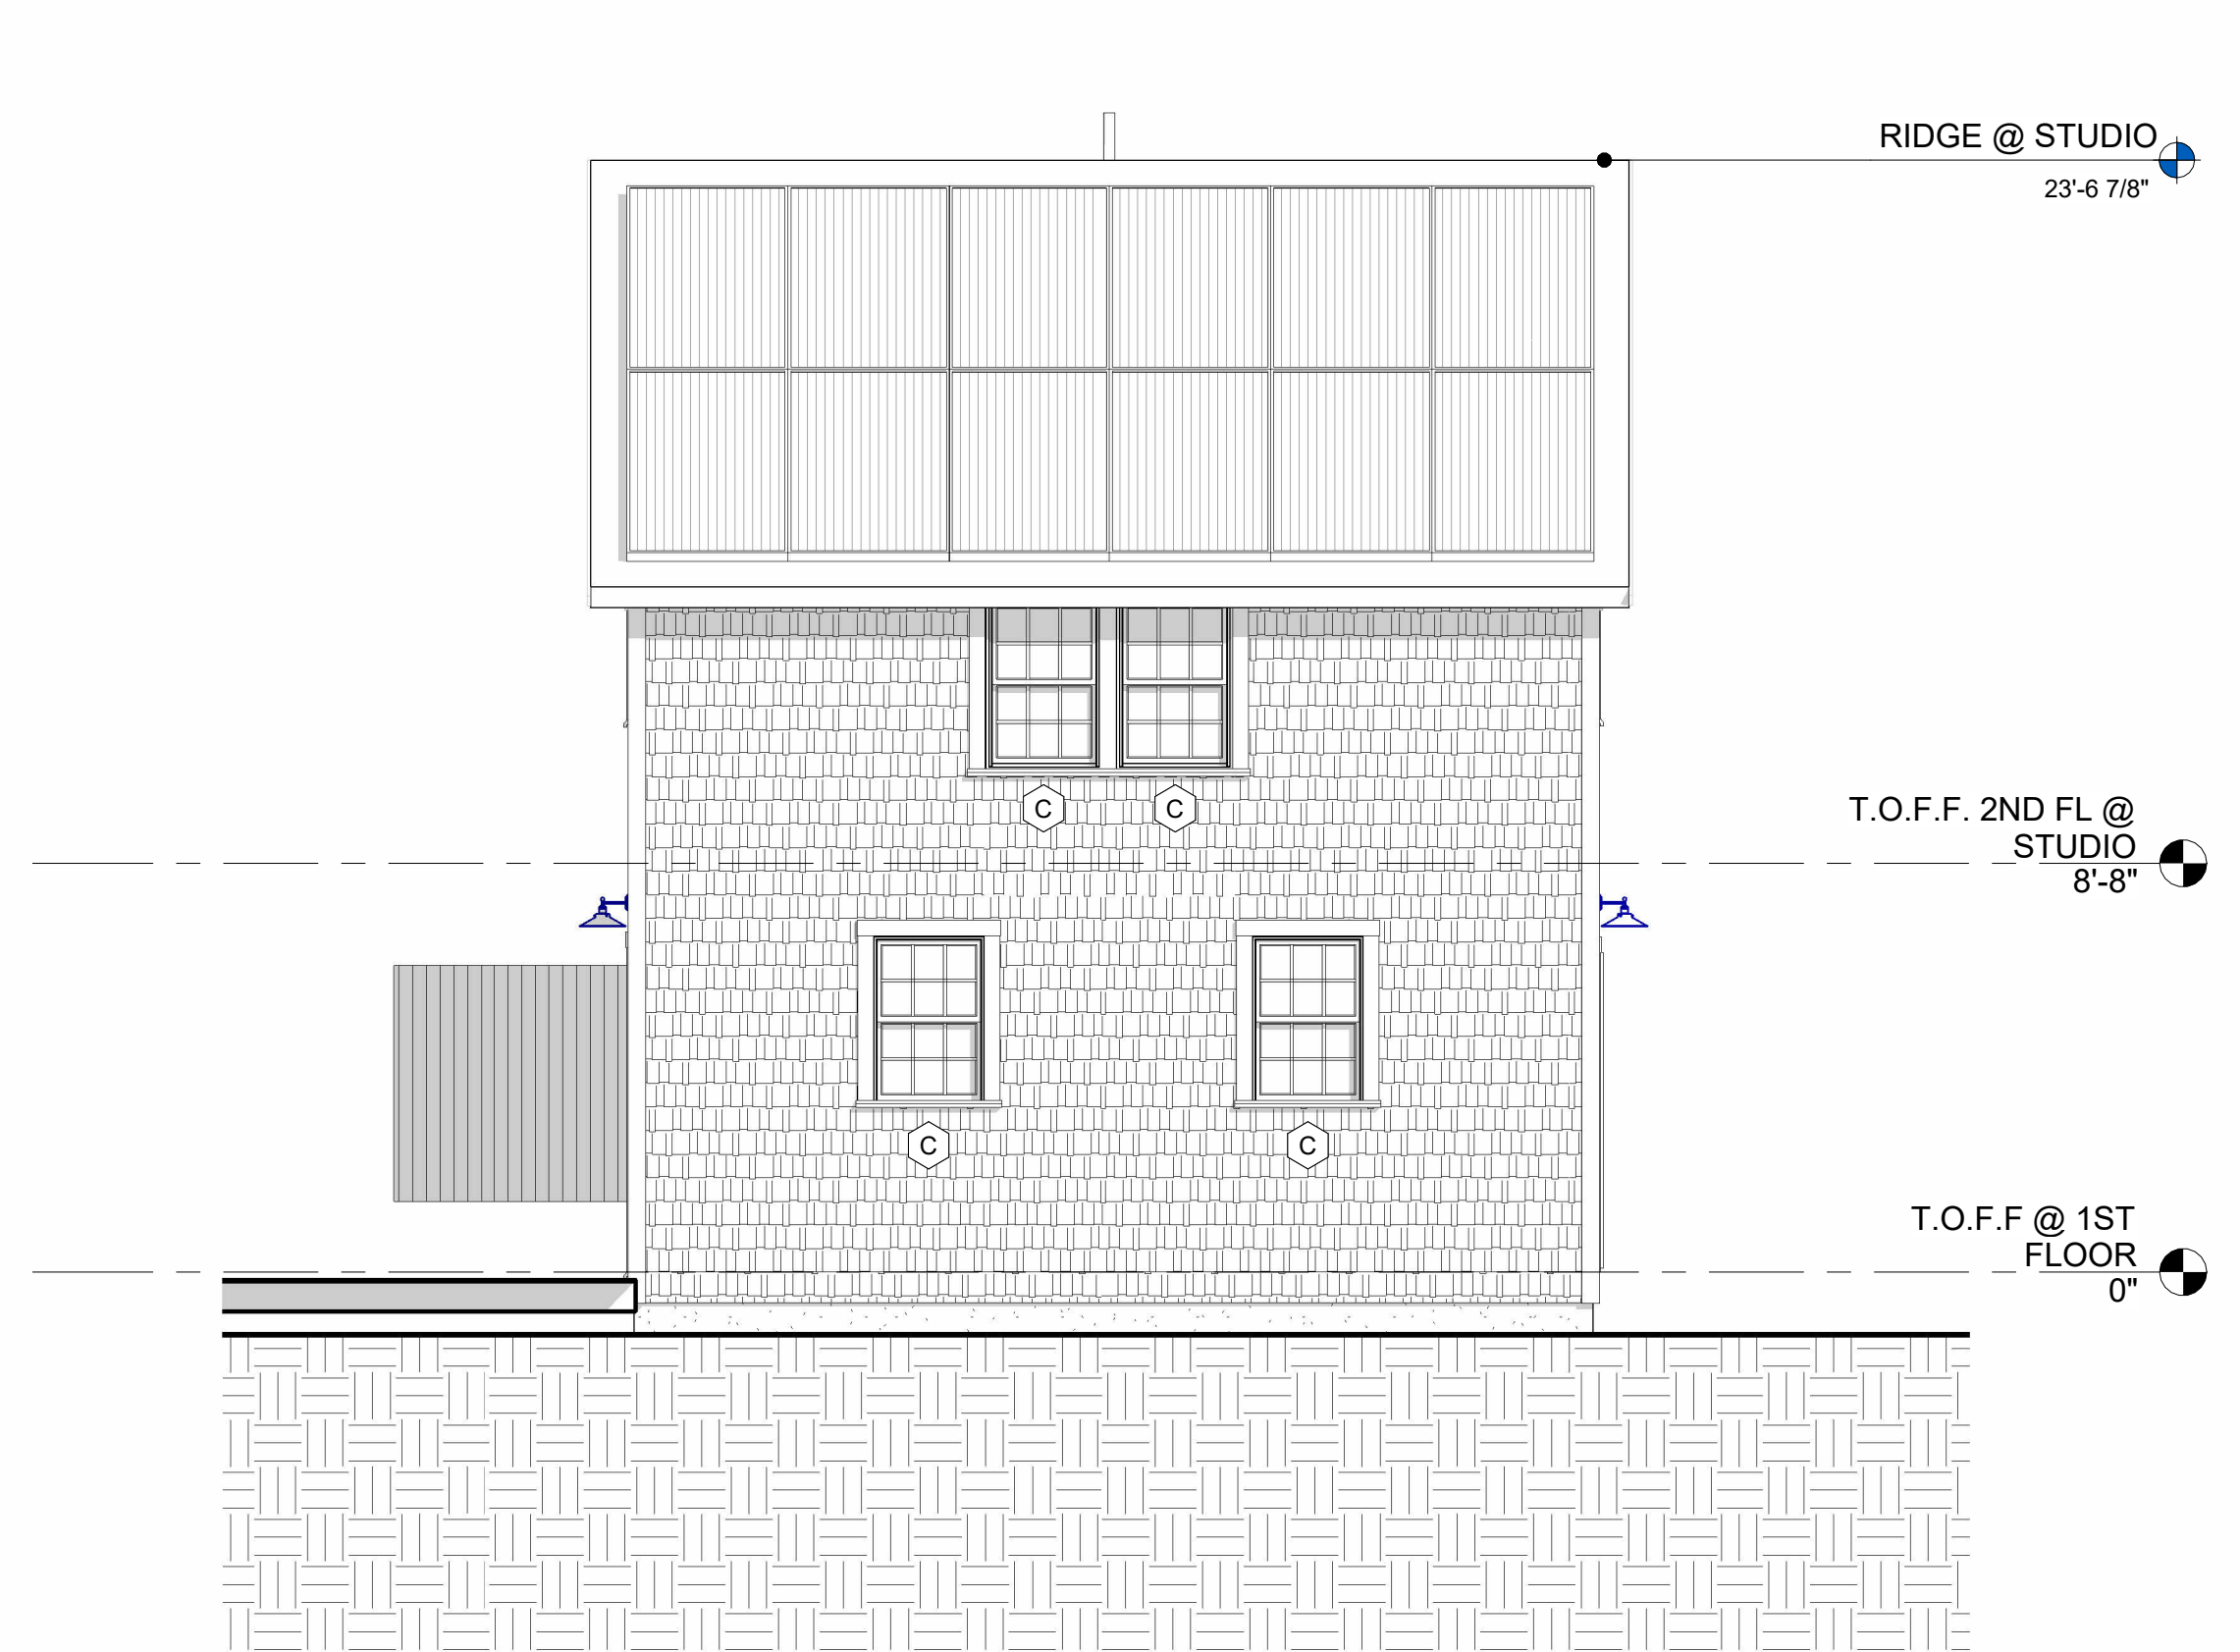 RIDGE @ STUDIO
23'-6 7/8"
C
C
T.O.F.F. 2ND FL @
STUDIO
8'-8"
C
C
T.O.F.F @ 1ST
FLOOR
0"